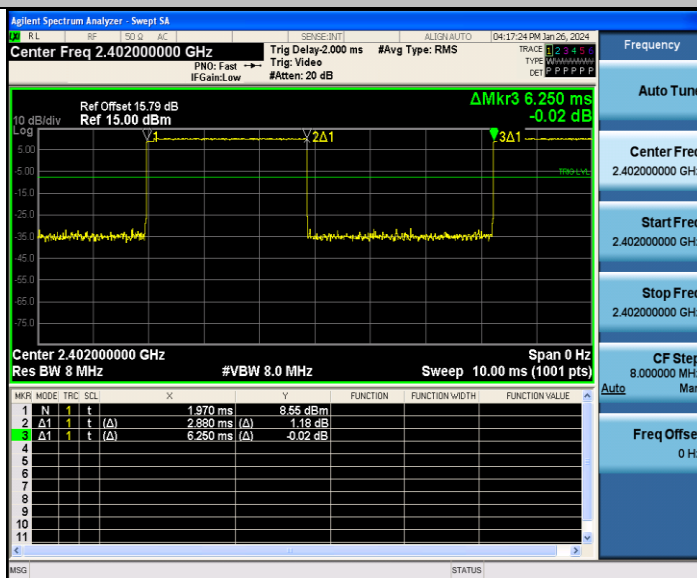 Agilent Spectrum Analyzer - Swept SA
RL RF 50 Ω AC SENSE:INT ALIGN AUTO 04:17:24 PM Jan 26, 2024
Center Freq 2.402000000 GHz
PNO: Fast
IFGain:Low
Trig Delay-2.000 ms
Trig: Video
#Atten: 20 dB
#Avg Type: RMS
TRACE 1 2 3 4 5 6
TYPE W
DET P P P P P P
Ref Offset 15.79 dB
10 dB/div Ref 15.00 dBm
Log
ΔMkr3 6.250 ms
-0.02 dB
1 2Δ1 3Δ1
5.00
-5.00
TRIG LVL
-15.0
-25.0
-35.0
-45.0
-55.0
-65.0
-75.0
Center 2.402000000 GHz Span 0 Hz
Res BW 8 MHz #VBW 8.0 MHz Sweep 10.00 ms (1001 pts)
MKR MODE TRC SCL X Y FUNCTION FUNCTION WIDTH FUNCTION VALUE
1 N 1 t 1.970 ms 8.55 dBm
2 Δ1 1 t (Δ) 2.880 ms (Δ) 1.18 dB
3 Δ1 1 t (Δ) 6.250 ms (Δ) -0.02 dB
4
5
6
7
8
9
10
11
MSG STATUS
Frequency
Auto Tune
Center Freq
2.402000000 GHz
Start Freq
2.402000000 GHz
Stop Freq
2.402000000 GHz
CF Step
8.000000 MHz
Auto Man
Freq Offset
0 Hz